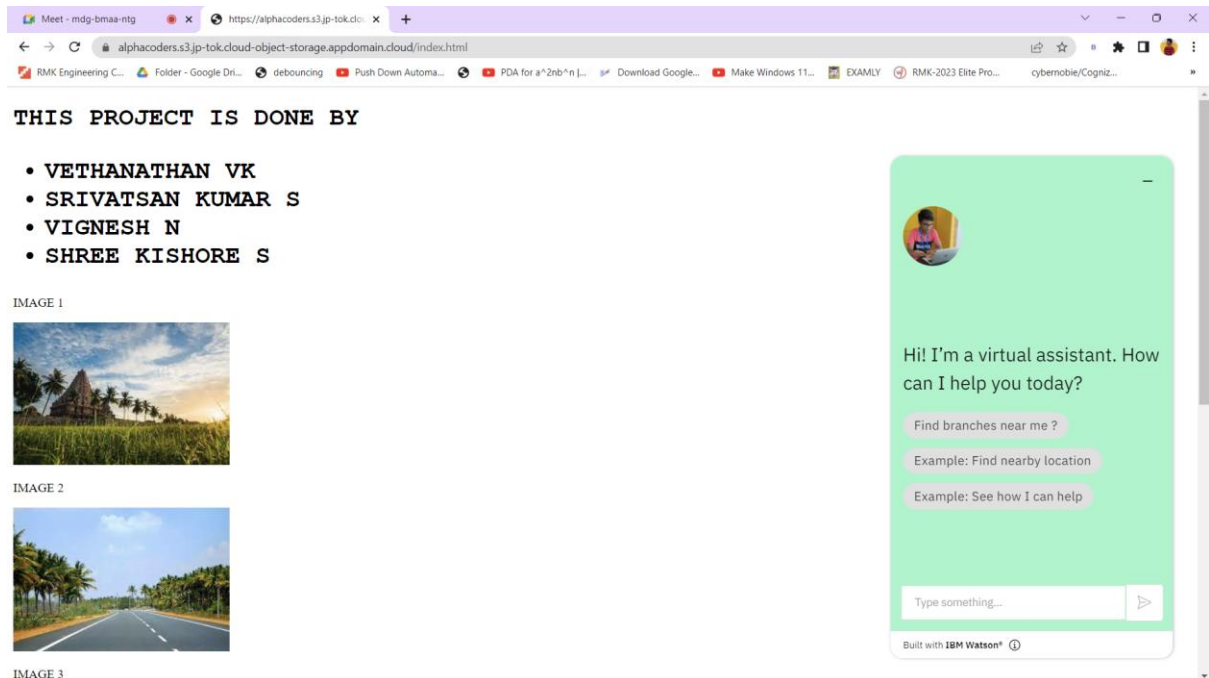 Meet - mdg-bmaa-ntg
https://alphacoders.s3.jp-tok.clo
alphacoders.s3.jp-tok.cloud-object-storage.appdomain.cloud/index.html
RMK Engineering C... Folder - Google Dri... debouncing Push Down Automa... PDA for a^2nb^n |... Download Google... Make Windows 11... EXAMLY RMK-2023 Elite Pro... cybernobie/Cogniz... »
THIS PROJECT IS DONE BY
• VETHANATHAN VK
• SRIVATSAN KUMAR S
• VIGNESH N
• SHREE KISHORE S
IMAGE 1
IMAGE 2
IMAGE 3
Hi! I’m a virtual assistant. How
can I help you today?
Find branches near me ?
Example: Find nearby location
Example: See how I can help
Type something...
Built with IBM Watson®